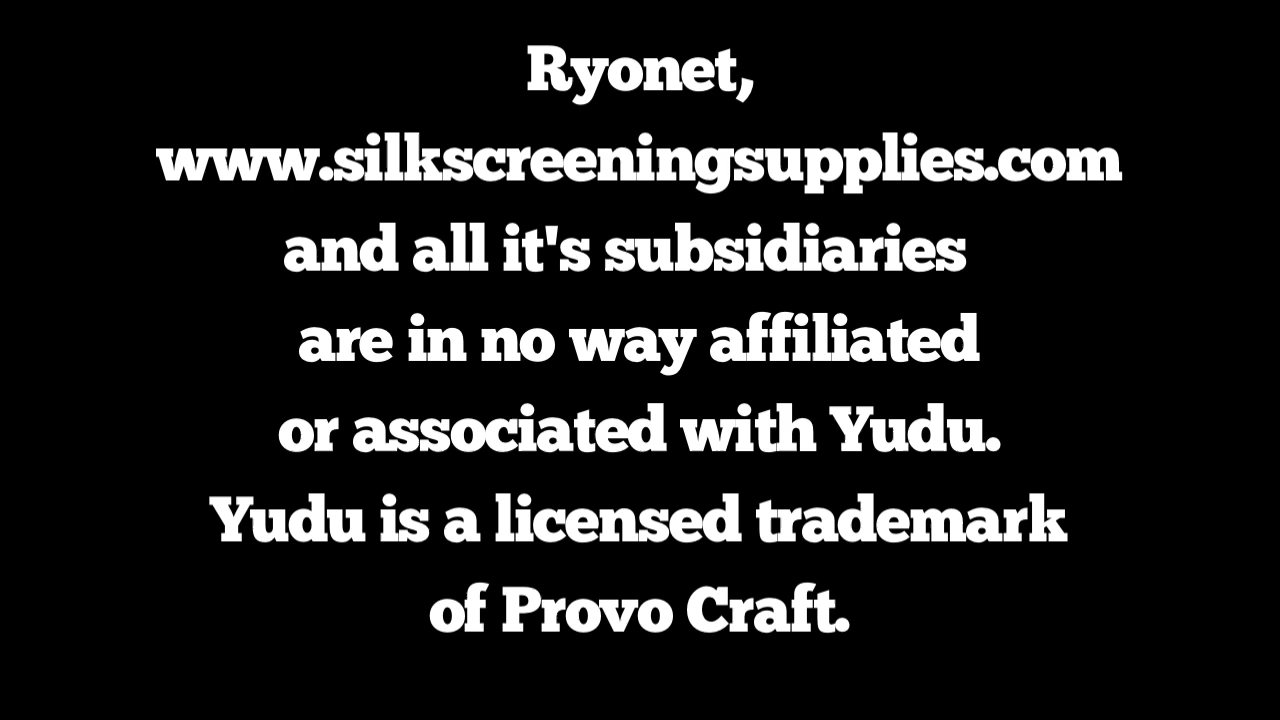 Ryonet,
www.silkscreeningsupplies.com
and all it's subsidiaries
are in no way affiliated
or associated with Yudu.
Yudu is a licensed trademark
of Provo Craft.